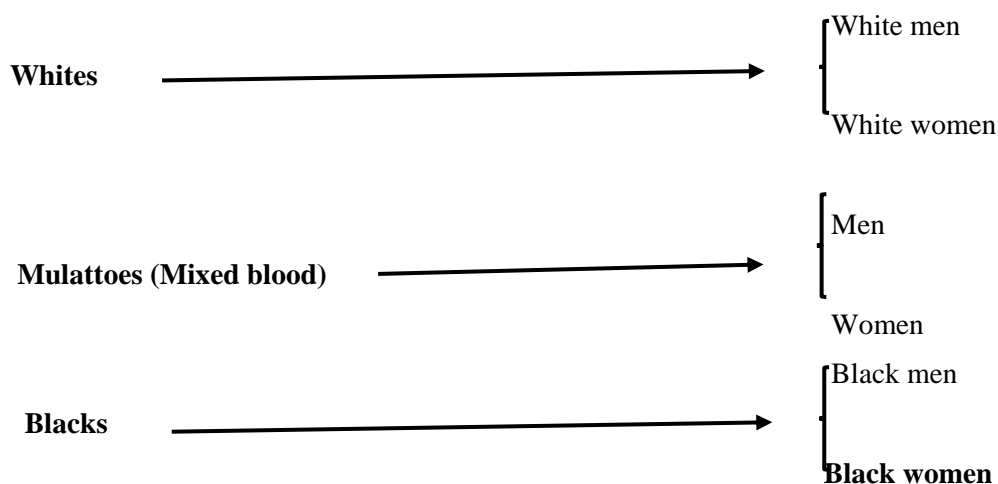 White men
Whites
White women
Men
Mulattoes (Mixed blood)
Women
Black men
Blacks
Black women